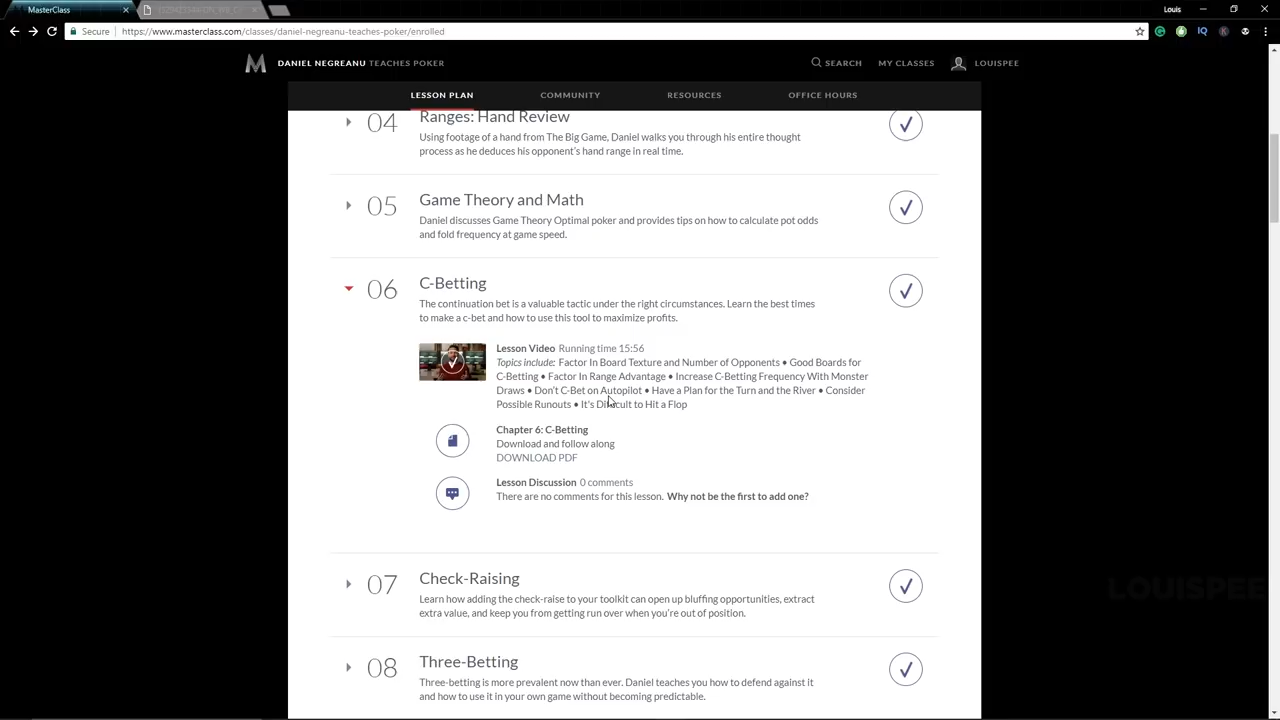 MasterClass
Louis
Secure
https://www.masterclass.com/classes/daniel-negreanu-teaches-poker/enrolled
DANIEL NEGREANU TEACHES POKER
SEARCH
MY CLASSES
LOUISPEE
LESSON PLAN
COMMUNITY
RESOURCES
OFFICE HOURS
04
Ranges: Hand Review
Using footage of a hand from The Big Game, Daniel walks you through his entire thought
process as he deduces his opponent's hand range in real time.
05
Game Theory and Math
Daniel discusses Game Theory Optimal poker and provides tips on how to calculate pot odds
and fold frequency at game speed.
06
C-Betting
The continuation bet is a valuable tactic under the right circumstances. Learn the best times
to make a c-bet and how to use this tool to maximize profits.
Lesson Video Running time 15:56
Topics include: Factor In Board Texture and Number of Opponents • Good Boards for
C-Betting • Factor In Range Advantage • Increase C-Betting Frequency With Monster
Draws • Don't C-Bet on Autopilot • Have a Plan for the Turn and the River • Consider
Possible Runouts • It's Difficult to Hit a Flop
Chapter 6: C-Betting
Download and follow along
DOWNLOAD PDF
Lesson Discussion 0 comments
There are no comments for this lesson. Why not be the first to add one?
07
Check-Raising
Learn how adding the check-raise to your toolkit can open up bluffing opportunities, extract
extra value, and keep you from getting run over when you're out of position.
LOUISPEE
08
Three-Betting
Three-betting is more prevalent now than ever. Daniel teaches you how to defend against it
and how to use it in your own game without becoming predictable.